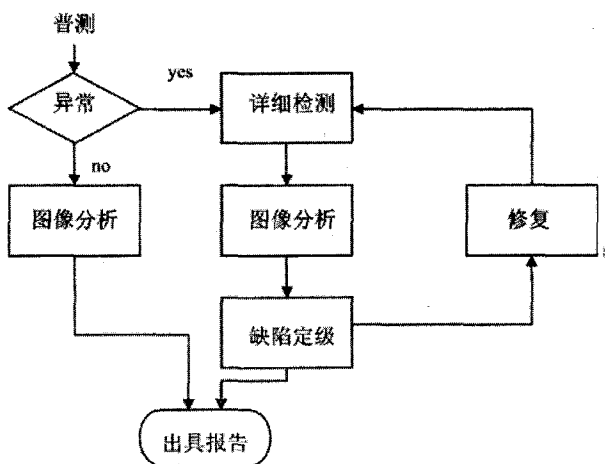 普测
yes
异常
详细检测
no
图像分析
图像分析
修复
缺陷定级
出具报告